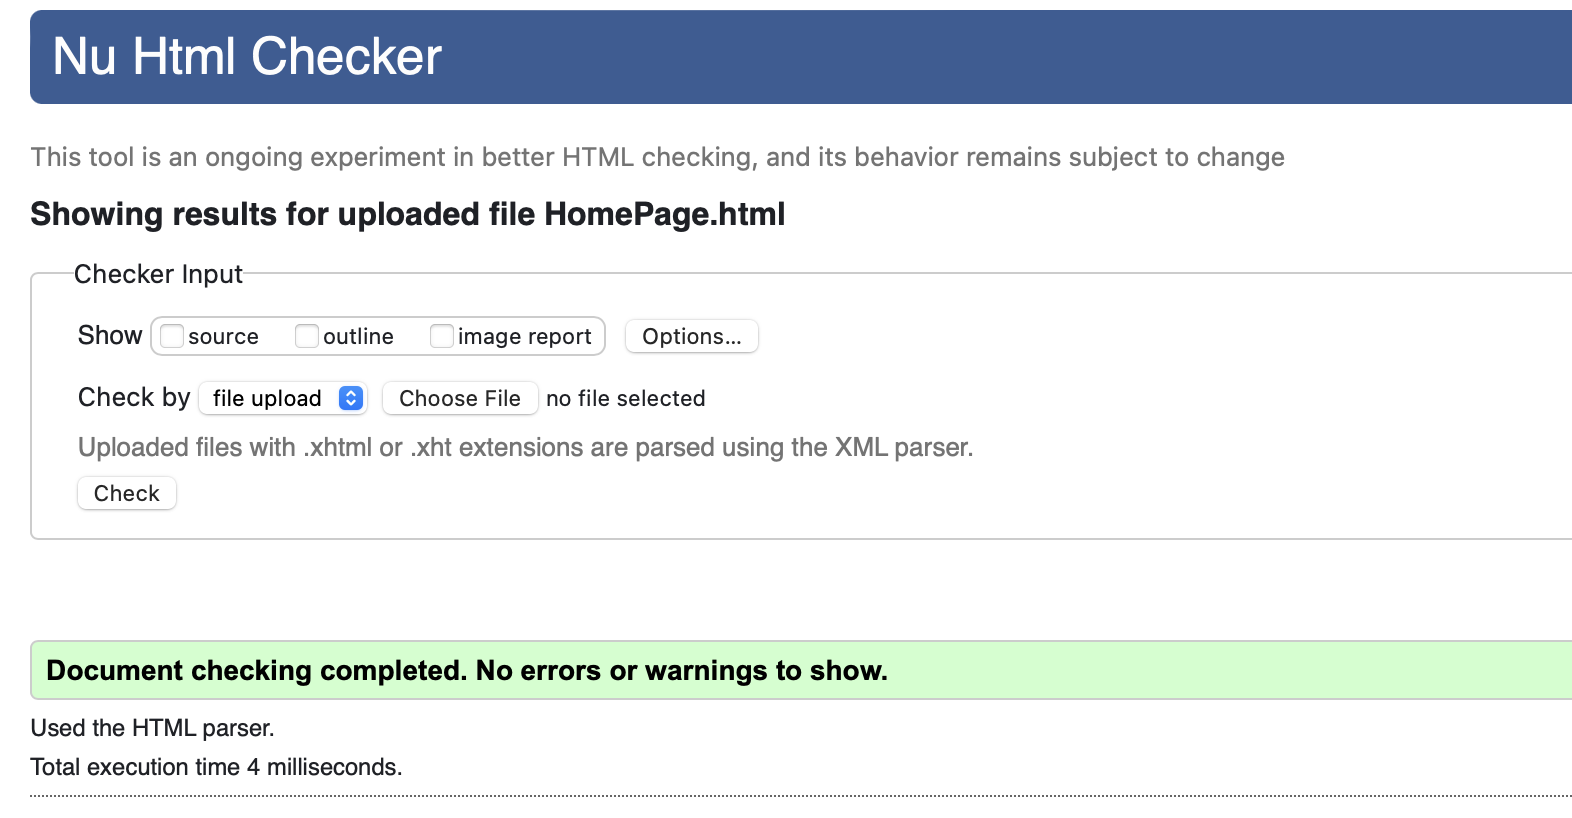 Nu Html Checker
This tool is an ongoing experiment in better HTML checking, and its behavior remains subject to change
Showing results for uploaded file HomePage.html
Checker Input
Show source outline image report Options...
Check by file upload Choose File no file selected
Uploaded files with .xhtml or .xht extensions are parsed using the XML parser.
Check
Document checking completed. No errors or warnings to show.
Used the HTML parser.
Total execution time 4 milliseconds.